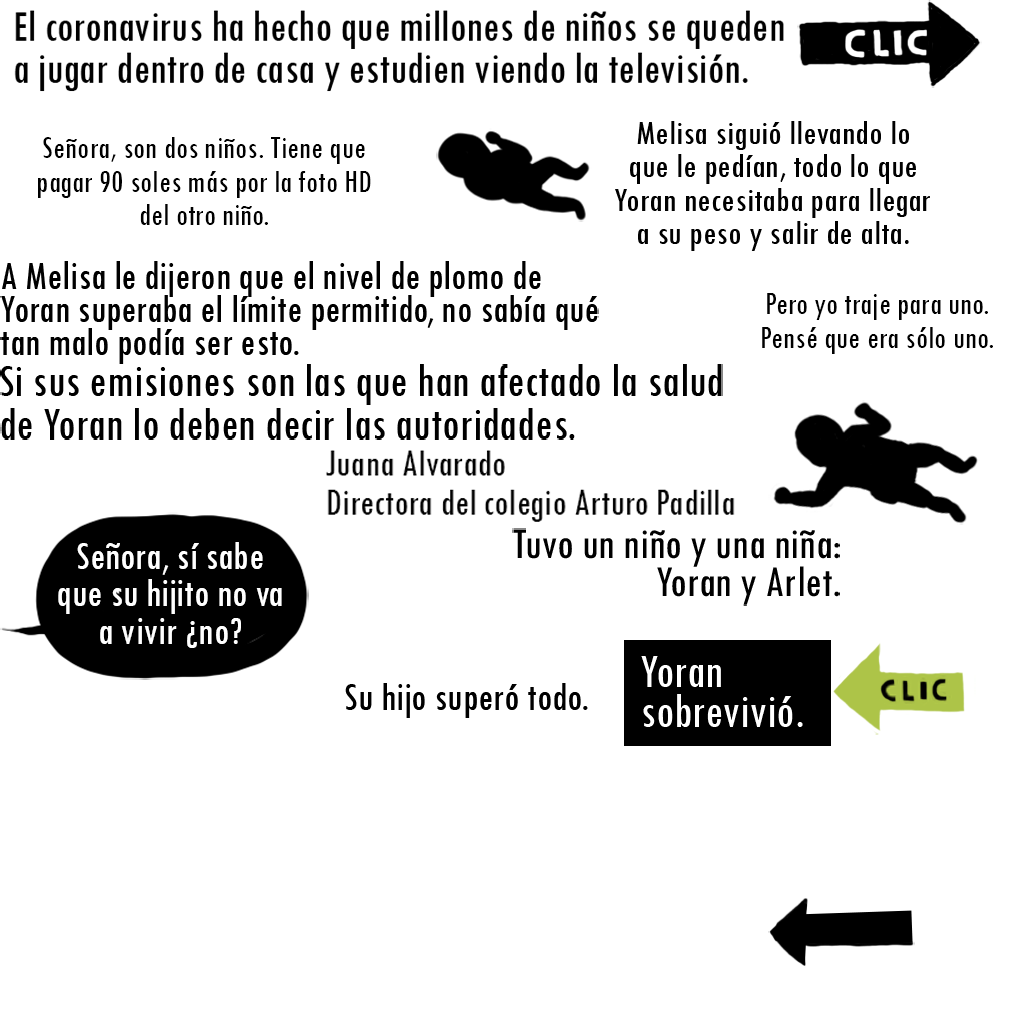 El coronavirus ha hecho que millones de niños se queden
a jugar dentro de casa y estudien viendo la televisión.
CLIC
Señora, son dos niños. Tiene que
pagar 90 soles más por la foto HD
del otro niño.
Melisa siguió llevando lo
que le pedían, todo lo que
Yoran necesitaba para llegar
a su peso y salir de alta.
A Melisa le dijeron que el nivel de plomo de
Yoran superaba el límite permitido, no sabía qué
tan malo podía ser esto.
Pero yo traje para uno.
Pensé que era sólo uno.
Si sus emisiones son las que han afectado la salud
de Yoran lo deben decir las autoridades.
Juana Alvarado
Directora del colegio Arturo Padilla
Señora, sí sabe
que su hijito no va
a vivir ¿no?
Tuvo un niño y una niña:
Yoran y Arlet.
Su hijo superó todo.
Yoran
sobrevivió.
CLIC